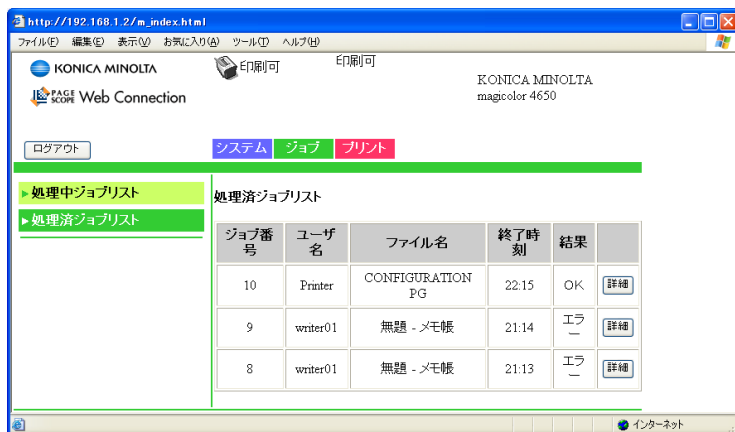 http://192.168.1.2/m_index.html
ファイル(F) 編集(E) 表示(V) お気に入り(A) ツール(T) ヘルプ(H)
KONICA MINOLTA
印刷可
印刷可
KONICA MINOLTA
magicolor 4650
PAGE SCOPE Web Connection
ログアウト
システム ジョブ プリント
処理中ジョブリスト
処理済ジョブリスト
処理済ジョブリスト
ジョブ番号 ユーザ名 ファイル名 終了時刻 結果
10 Printer CONFIGURATION PG 22:15 OK 詳細
9 writer01 無題 - メモ帳 21:14 エラー 詳細
8 writer01 無題 - メモ帳 21:13 エラー 詳細
インターネット